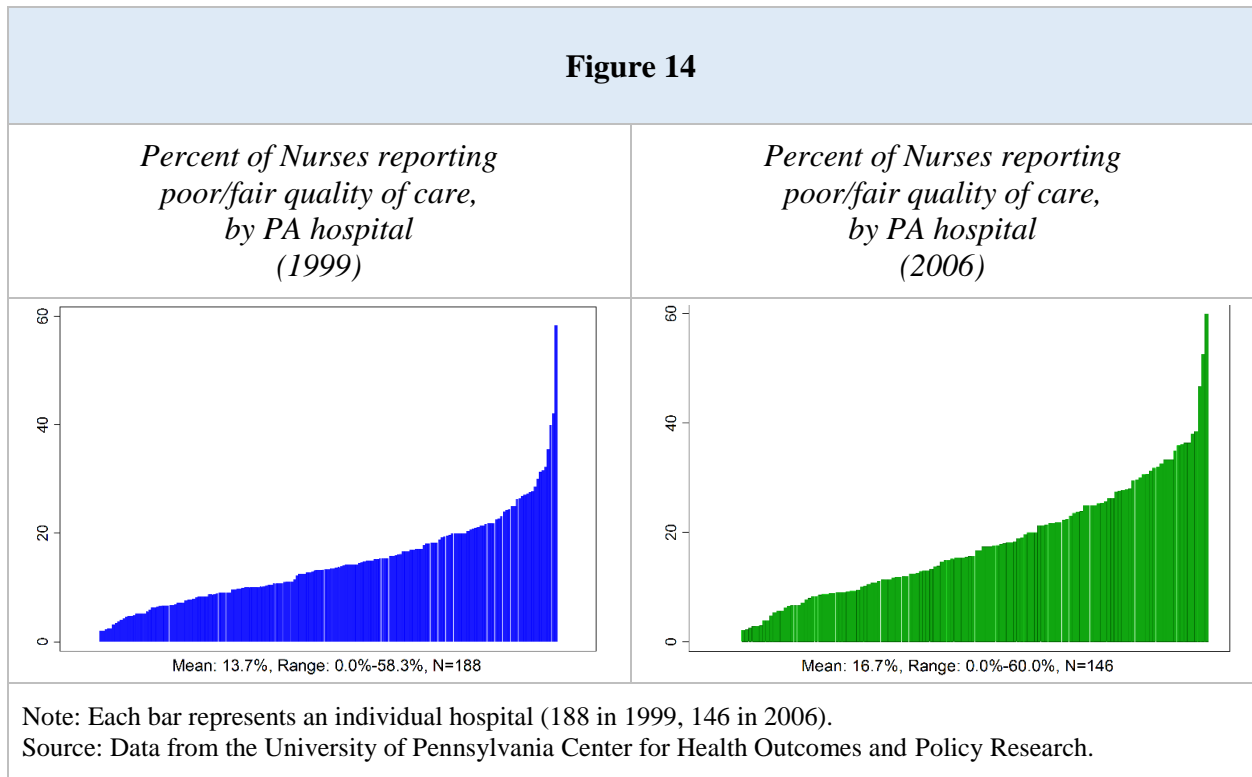 Figure 14
Percent of Nurses reporting
poor/fair quality of care,
by PA hospital
(1999)
Percent of Nurses reporting
poor/fair quality of care,
by PA hospital
(2006)
60
40
20
0
Mean: 13.7%, Range: 0.0%-58.3%, N=188
60
40
20
0
Mean: 16.7%, Range: 0.0%-60.0%, N=146
Note: Each bar represents an individual hospital (188 in 1999, 146 in 2006).
Source: Data from the University of Pennsylvania Center for Health Outcomes and Policy Research.